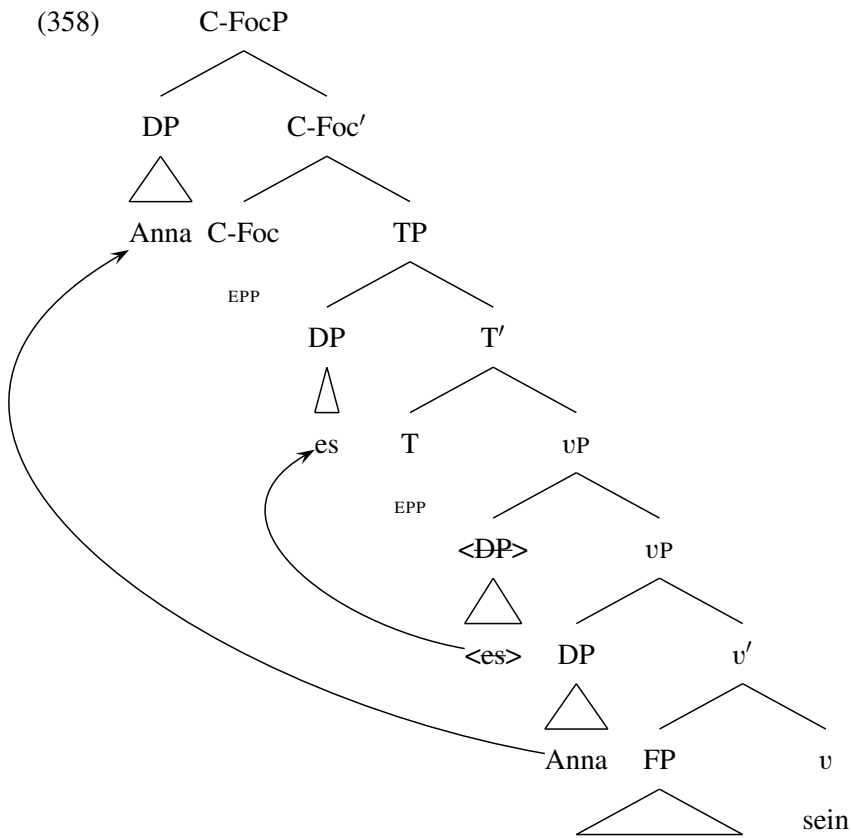 (358) C-FocP
DP C-Foc′
Anna C-Foc TP
EPP
DP T′
es T υP
EPP
<DP> υP
<es> DP υ′
Anna FP υ
sein